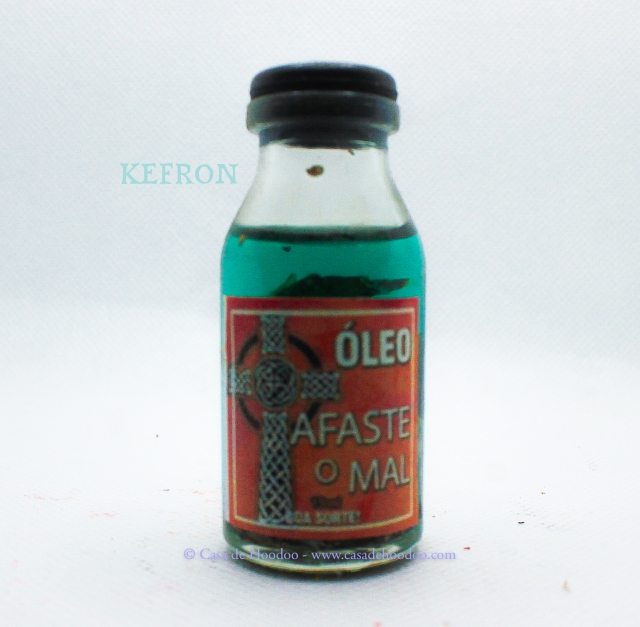 KEFRON
ÓLEO
AFASTE
O MAL
BOA SORTE!
© Casa de Hoodoo - www.casadehoodoo.com